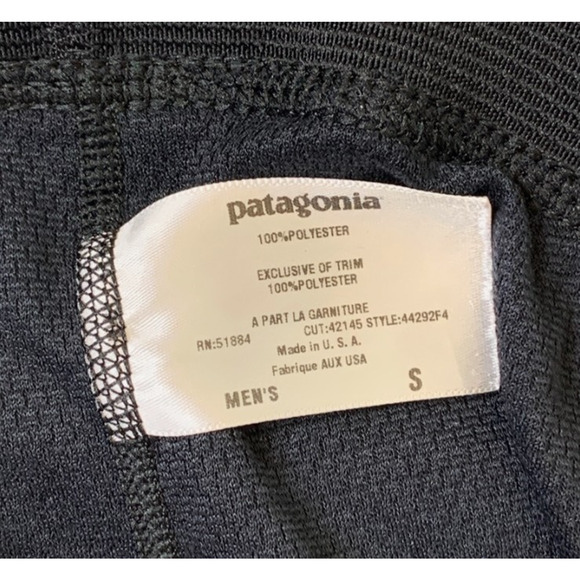 patagonia
100%POLYESTER
EXCLUSIVE OF TRIM
100%POLYESTER
A PART LA GARNITURE
RN:51884 CUT:42145 STYLE:44292F4
Made in U. S. A.
Fabrique AUX USA
MEN'S S